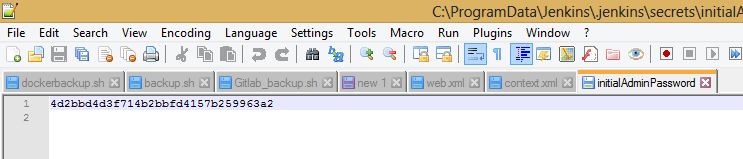 C:\ProgramData\Jenkins\.jenkins\secrets\initialA
File Edit Search View Encoding Language Settings Tools Macro Run Plugins Window ?
dockerbackup.sh backup.sh Gitlab_backup.sh new 1 web.xml context.xml initialAdminPassword
1 4d2bbd4d3f714b2bbfd4157b259963a2
2